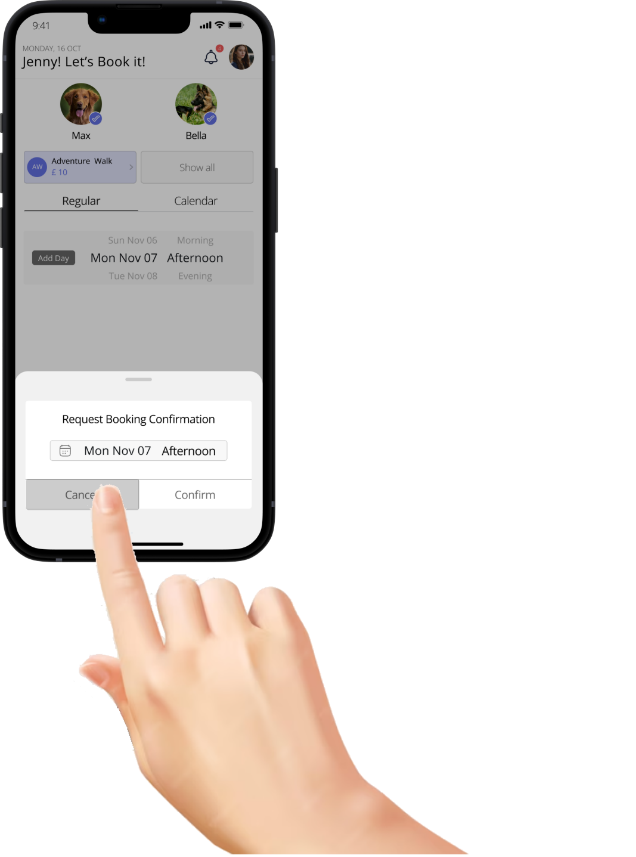 9:41
MONDAY, 16 OCT
Jenny! Let's Book it!
Max
Bella
AW
Adventure Walk
£ 10
Show all
Regular
Calendar
Sun Nov 06 Morning
Add Day
Mon Nov 07 Afternoon
Tue Nov 08 Evening
Request Booking Confirmation
Mon Nov 07 Afternoon
Confirm